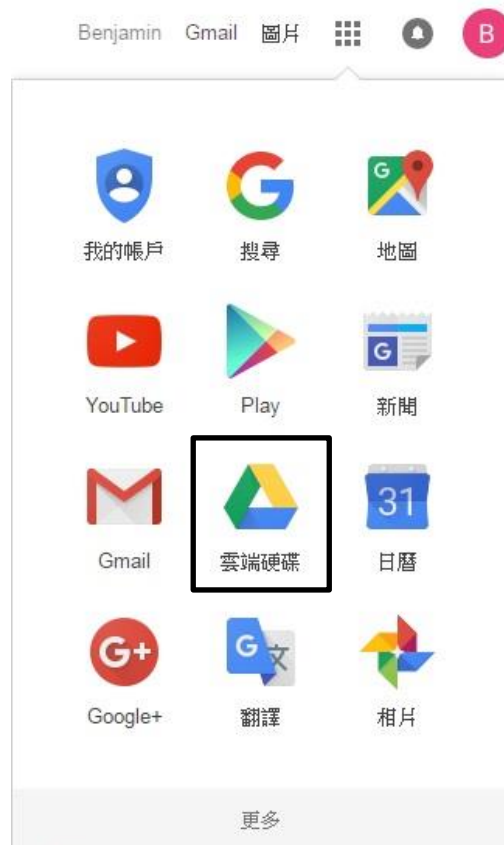 Benjamin Gmail 圖片 B
G
我的帳戶 搜尋 地圖
G
YouTube Play 新聞
31
Gmail 雲端硬碟 日曆
G+ G 文
Google+ 翻譯 相片
更多